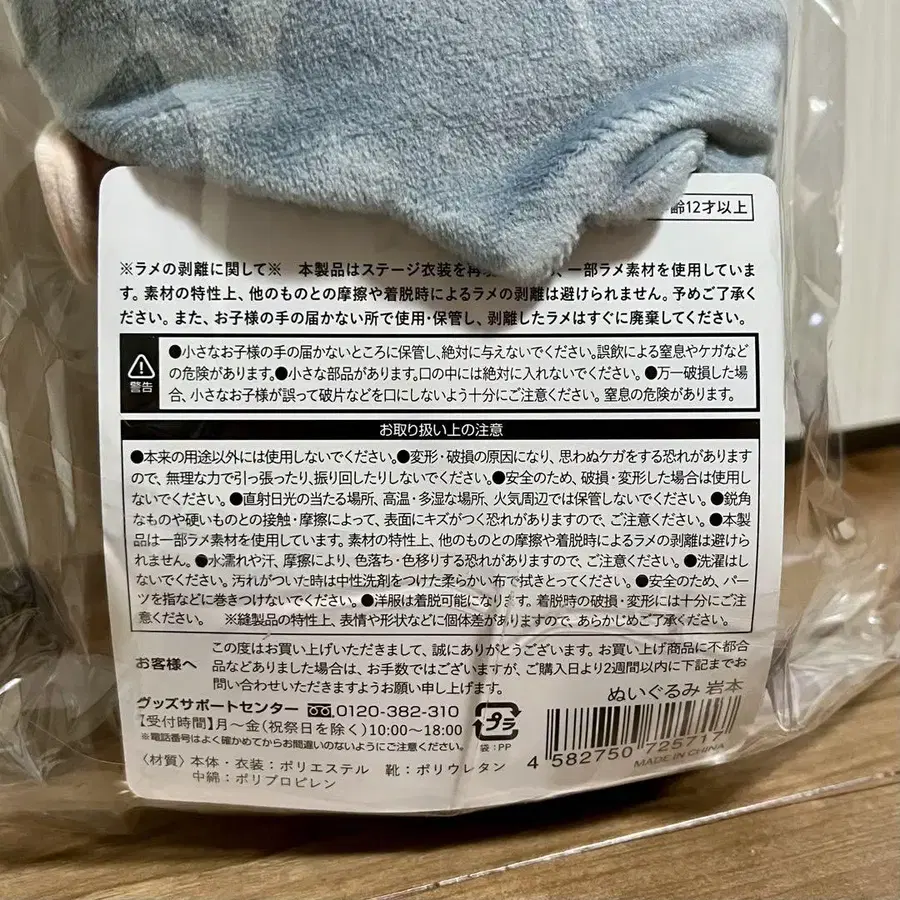 齢12才以上
※ラメの剥離に関して※ 本製品はステージ衣装を再 、一部ラメ素材を使用していま
す。素材の特性上、他のものとの摩擦や着脱時によるラメの剥離は避けられません。予めご了承く
ださい。また、お子様の手の届かない所で使用・保管し、剥離したラメはすぐに廃棄してください。
警告
●小さなお子様の手の届かないところに保管し、絶対に与えないでください。誤飲による窒息やケガなど
の危険があります。●小さな部品があります。口の中には絶対に入れないでください。●万一破損した場
合、小さなお子様が誤って破片などを口にしないよう十分にご注意ください。窒息の危険があります。
お取り扱い上の注意
●本来の用途以外には使用しないでください。●変形・破損の原因になり、思わぬケガをする恐れがありますの
で、無理な力で引っ張ったり、振り回したりしないでください。●安全のため、破損・変形した場合は使用し
ないでください。●直射日光の当たる場所、高温・多湿な場所、火気周辺では保管しないでください。●鋭角
なものや硬いものとの接触・摩擦によって、表面にキズがつく恐れがありますので、ご注意ください。●本製
品は一部ラメ素材を使用しています。素材の特性上、他のものとの摩擦や着脱時によるラメの剥離は避けら
れません。●水濡れや汗、摩擦により、色落ち・色移りする恐れがありますので、ご注意ください。●洗濯はし
ないでください。汚れがついた時は中性洗剤をつけた柔らかい布で拭きとってください。●安全のため、パー
ツを指などに巻きつけないでください。●洋服は着脱可能になります。着脱時の破損・変形には十分にご注
意ください。 ※縫製品の特性上、表情や形状などに個体差がありますので、あらかじめご了承ください。
お客様へ
この度はお買い上げいただきまして、誠にありがとうございます。お買い上げ商品に不都合
品などありました場合は、お手数ではございますが、ご購入日より2週間以内に下記までお
問い合わせいただきますようお願い申し上げます。
グッズサポートセンター 0120-382-310
【受付時間】月～金(祝祭日を除く)10:00～18:00
※電話番号はよく確かめてからお間違いのないようにご注意ください。
〈材質〉本体・衣装:ポリエステル 靴:ポリウレタン
中綿:ポリプロピレン
プラ
袋:PP
ぬいぐるみ 岩本
4 582750 725717
MADE IN CHINA